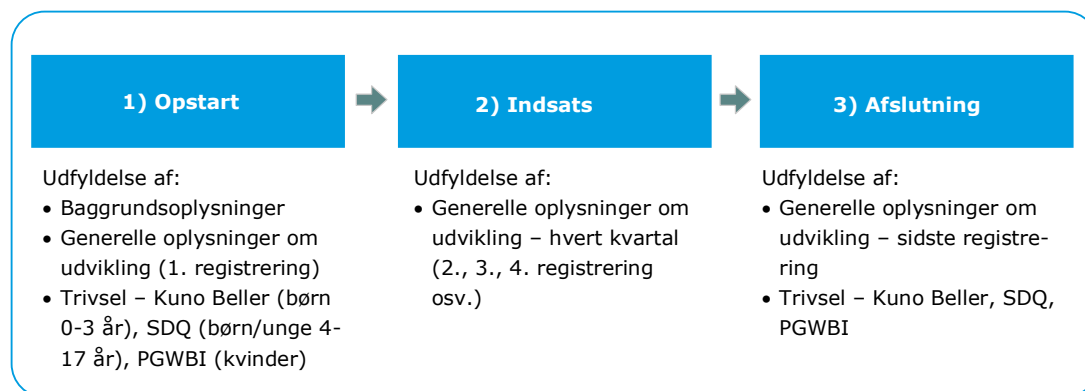 1) Opstart
Udfyldelse af:
• Baggrundsoplysninger
• Generelle oplysninger om
udvikling (1. registrering)
• Trivsel – Kuno Beller (børn
0-3 år), SDQ (børn/unge 4-
17 år), PGWBI (kvinder)
2) Indsats
Udfyldelse af:
• Generelle oplysninger om
udvikling – hvert kvartal
(2., 3., 4. registrering
osv.)
3) Afslutning
Udfyldelse af:
• Generelle oplysninger om
udvikling – sidste registre-
ring
• Trivsel – Kuno Beller, SDQ,
PGWBI